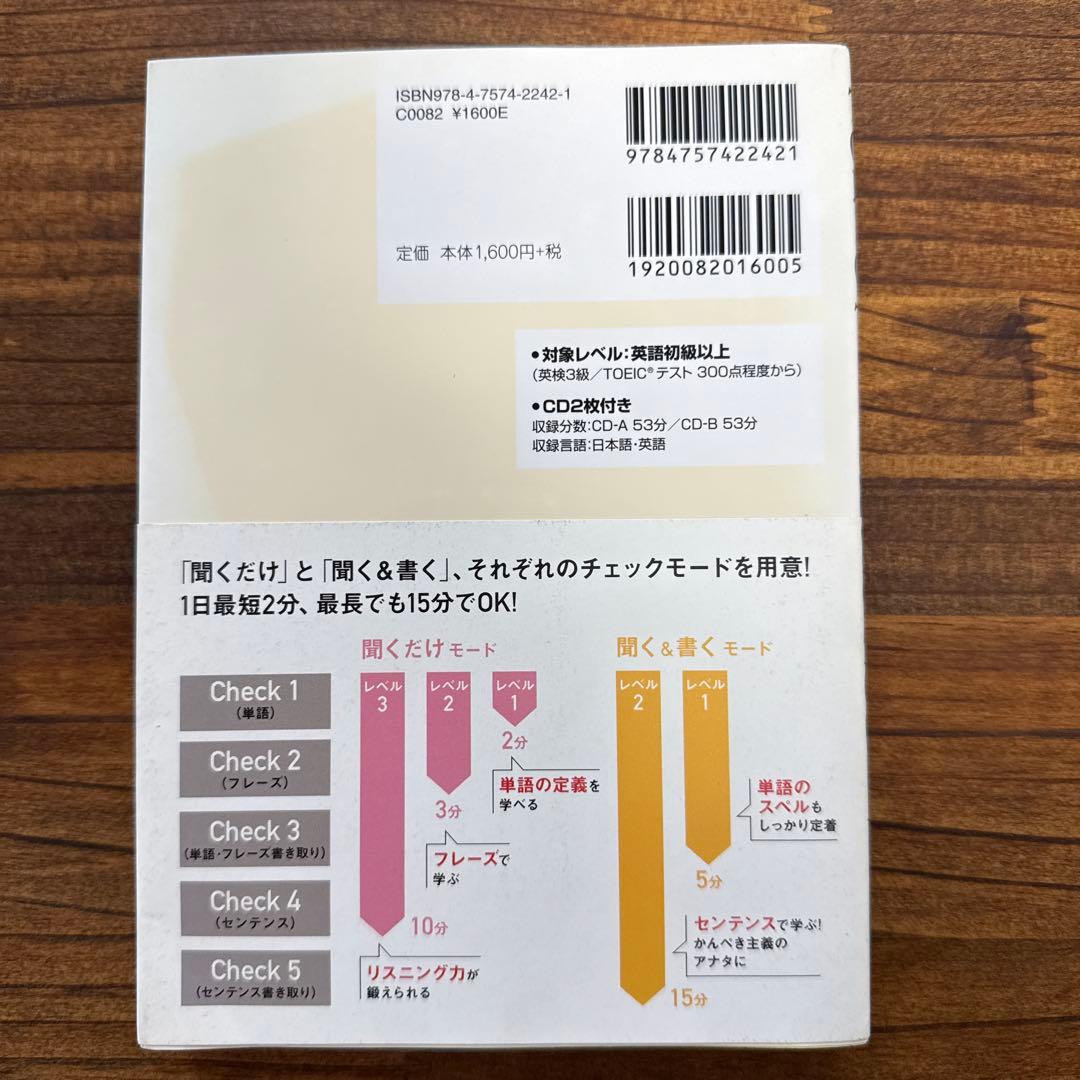 ISBN978-4-7574-2242-1
C0082 ¥1600E
9784757422421
定価 本体1,600円+税
1920082016005
●対象レベル:英語初級以上
(英検3級/TOEIC®テスト 300点程度から)
●CD2枚付き
収録分数:CD-A 53分/CD-B 53分
収録言語:日本語・英語
「聞くだけ」と「聞く&書く」、それぞれのチェックモードを用意!
1日最短2分、最長でも15分でOK!
聞くだけモード
聞く&書くモード
Check 1
(単語)
Check 2
(フレーズ)
Check 3
(単語・フレーズ書き取り)
Check 4
(センテンス)
Check 5
(センテンス書き取り)
レベル
3
レベル
2
レベル
1
2分
単語の定義を
学べる
3分
フレーズで
学ぶ
10分
リスニング力が
鍛えられる
レベル
2
レベル
1
単語の
スペルも
しっかり定着
5分
センテンスで学ぶ!
かんぺき主義の
アナタに
15分